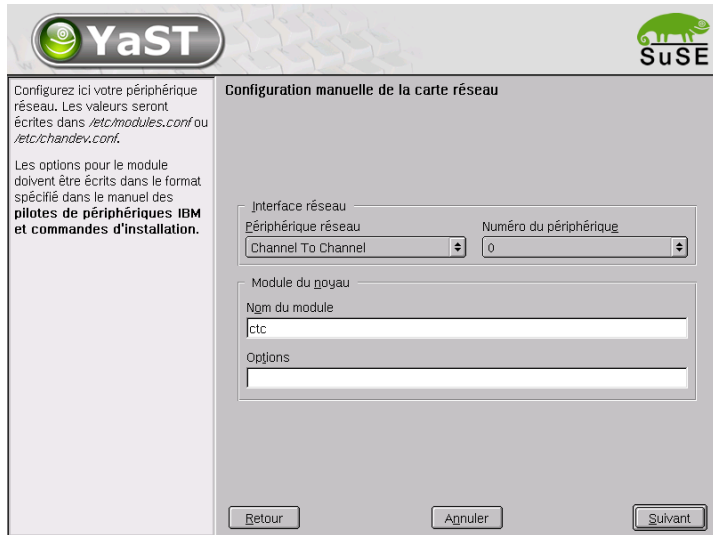 YaST
SuSE
Configurez ici votre périphérique
réseau. Les valeurs seront
écrites dans /etc/modules.conf ou
/etc/chandev.conf.
Les options pour le module
doivent être écrits dans le format
spécifié dans le manuel des
pilotes de périphériques IBM
et commandes d'installation.
Configuration manuelle de la carte réseau
Interface réseau
Périphérique réseau
Numéro du périphérique
Channel To Channel
0
Module du noyau
Nom du module
ctc
Options
Retour
Annuler
Suivant